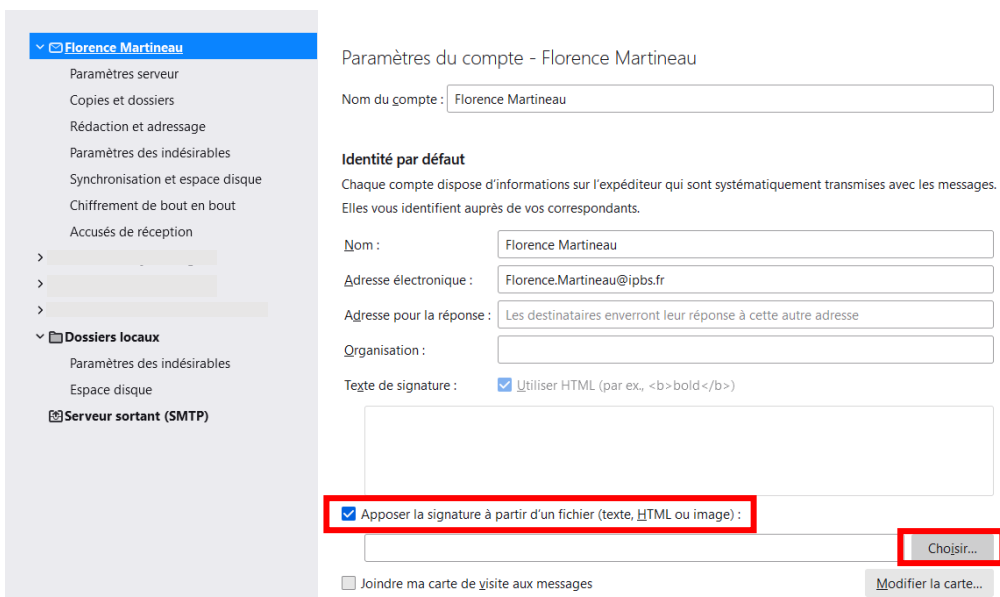 Florence Martineau
Paramètres serveur
Copies et dossiers
Rédaction et adressage
Paramètres des indésirables
Synchronisation et espace disque
Chiffrement de bout en bout
Accusés de réception
Dossiers locaux
Paramètres des indésirables
Espace disque
Serveur sortant (SMTP)
Paramètres du compte - Florence Martineau
Nom du compte : Florence Martineau
Identité par défaut
Chaque compte dispose d’informations sur l’expéditeur qui sont systématiquement transmises avec les messages.
Elles vous identifient auprès de vos correspondants.
Nom : Florence Martineau
Adresse électronique : Florence.Martineau@ipbs.fr
Adresse pour la réponse : Les destinataires enverront leur réponse à cette autre adresse
Organisation :
Texte de signature : Utiliser HTML (par ex., <b>bold</b>)
Apposer la signature à partir d’un fichier (texte, HTML ou image) :
Choisir...
Joindre ma carte de visite aux messages Modifier la carte...